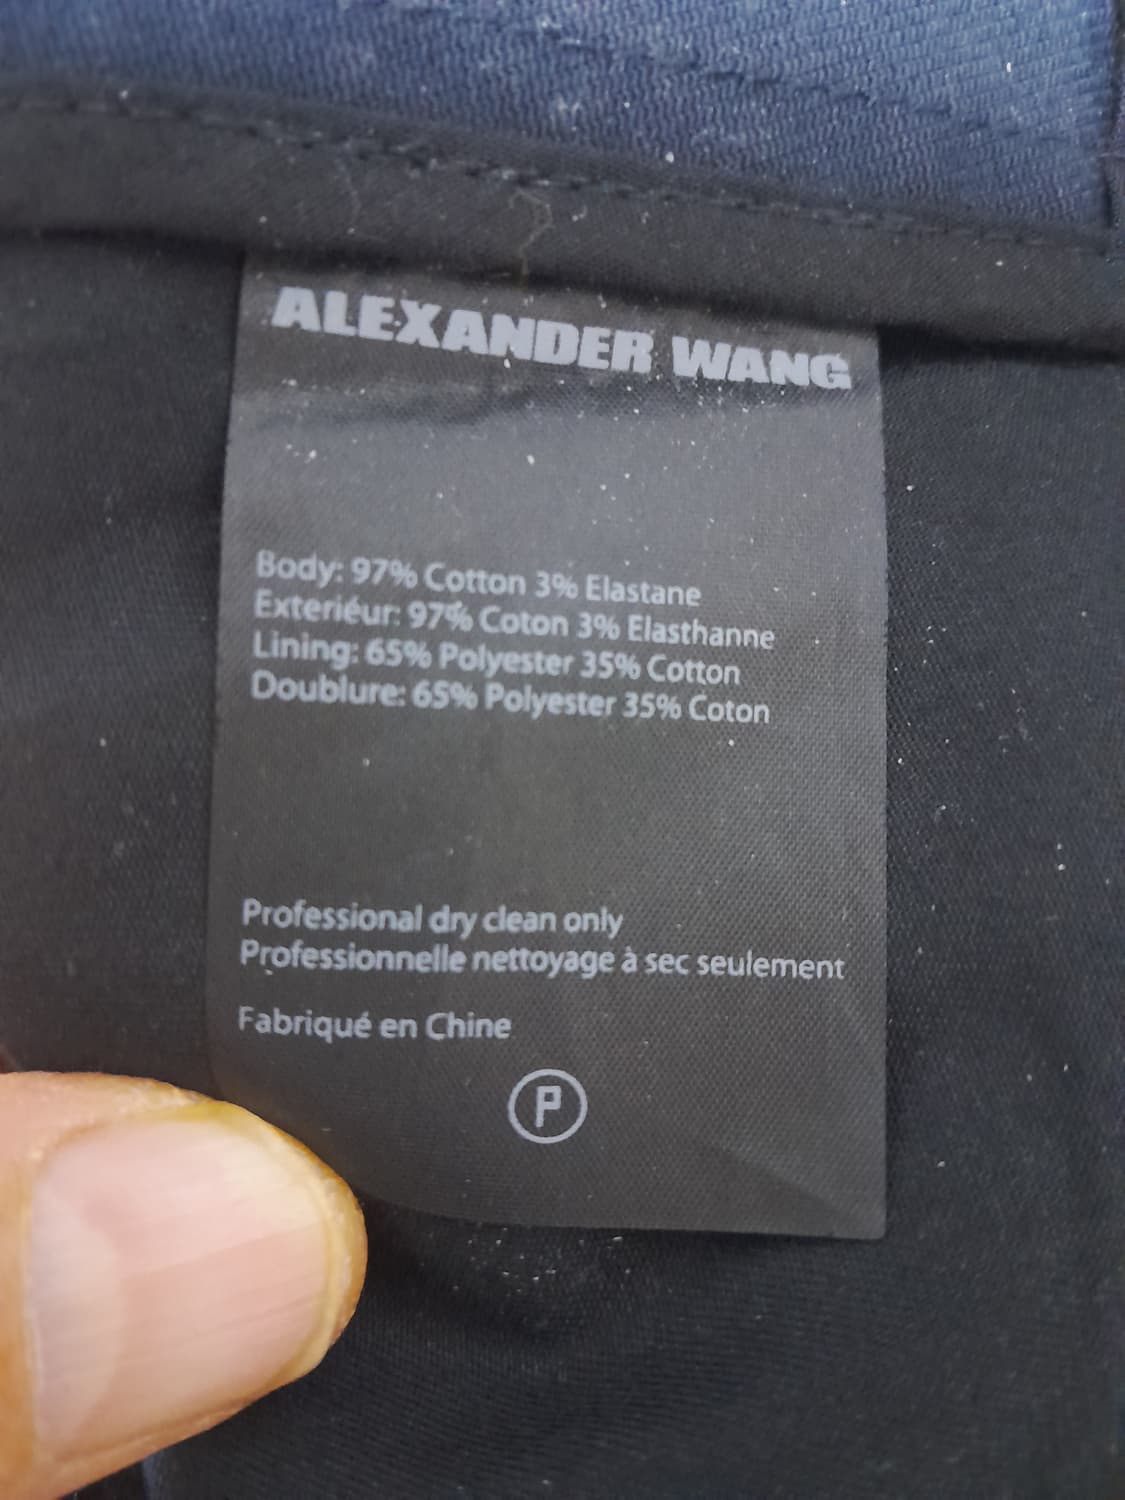 ALEXANDER WANG
Body: 97% Cotton 3% Elastane
Exteriéur: 97% Coton 3% Elasthanne
Lining: 65% Polyester 35% Cotton
Doublure: 65% Polyester 35% Coton
Professional dry clean only
Professionnelle nettoyage à sec seulement
Fabriqué en Chine
P